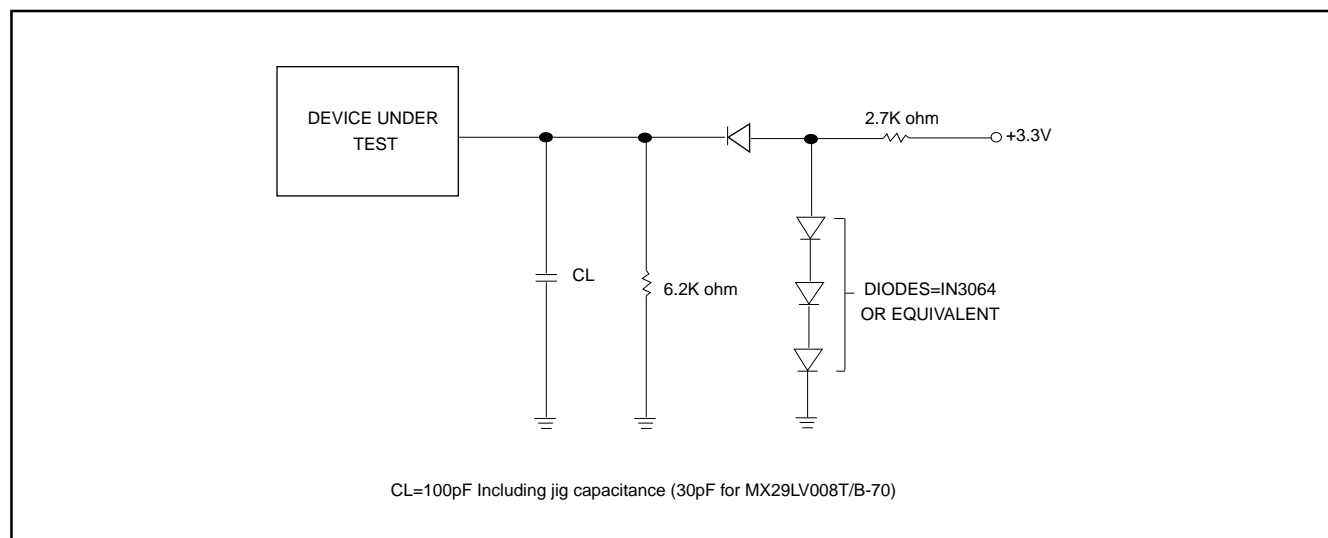 DEVICE UNDER
TEST
2.7K ohm
+3.3V
CL
6.2K ohm
DIODES=IN3064
OR EQUIVALENT
CL=100pF Including jig capacitance (30pF for MX29LV008T/B-70)